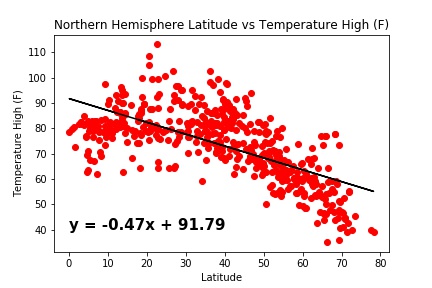 Northern Hemisphere Latitude vs Temperature High (F)
110
100
90
80
70
60
50
40
Temperature High (F)
y = -0.47x + 91.79
0 10 20 30 40 50 60 70 80
Latitude